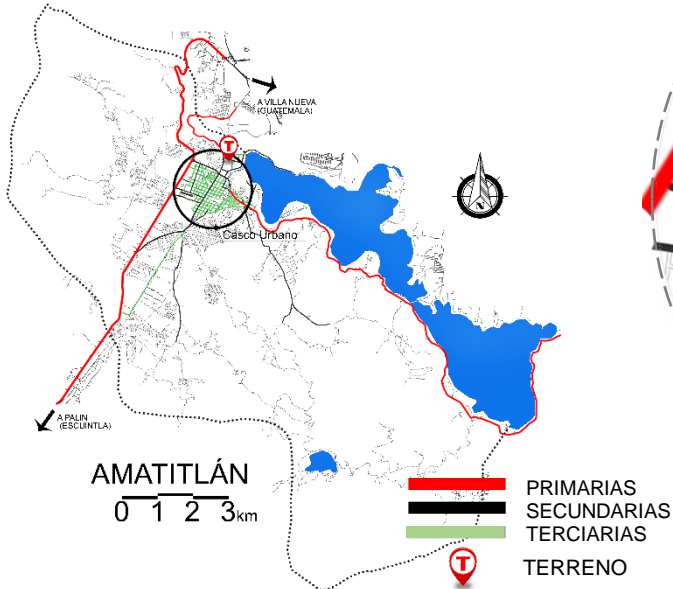 A VILLA NUEVA
(GUATEMALA)
T
Casco Urbano
A PALIN
(ESCUINTLA)
AMATITLÁN
0 1 2 3km
PRIMARIAS
SECUNDARIAS
TERCIARIAS
T TERRENO